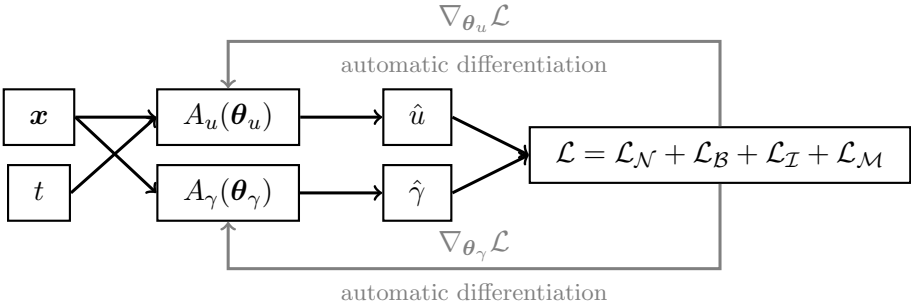 ∇_{θ_u} ℒ
automatic differentiation
x A_u(θ_u) û
ℒ = ℒ_𝒩 + ℒ_ℬ + ℒ_ℐ + ℒ_ℳ
t A_γ(θ_γ) γ̂
∇_{θ_γ} ℒ
automatic differentiation